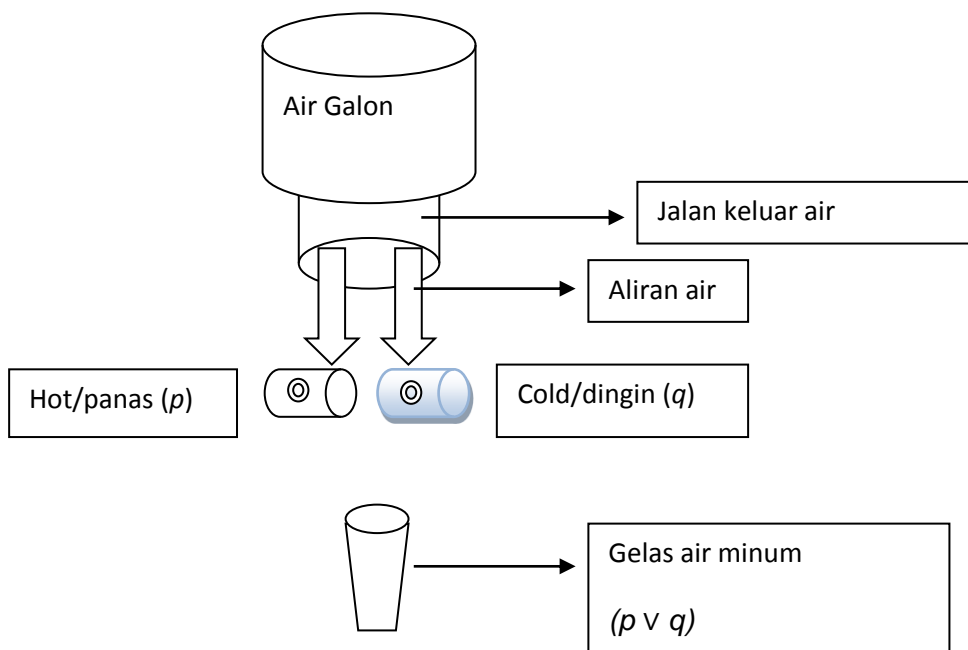 Air Galon
Jalan keluar air
Aliran air
Hot/panas (p)
Cold/dingin (q)
Gelas air minum
(p ∨ q)